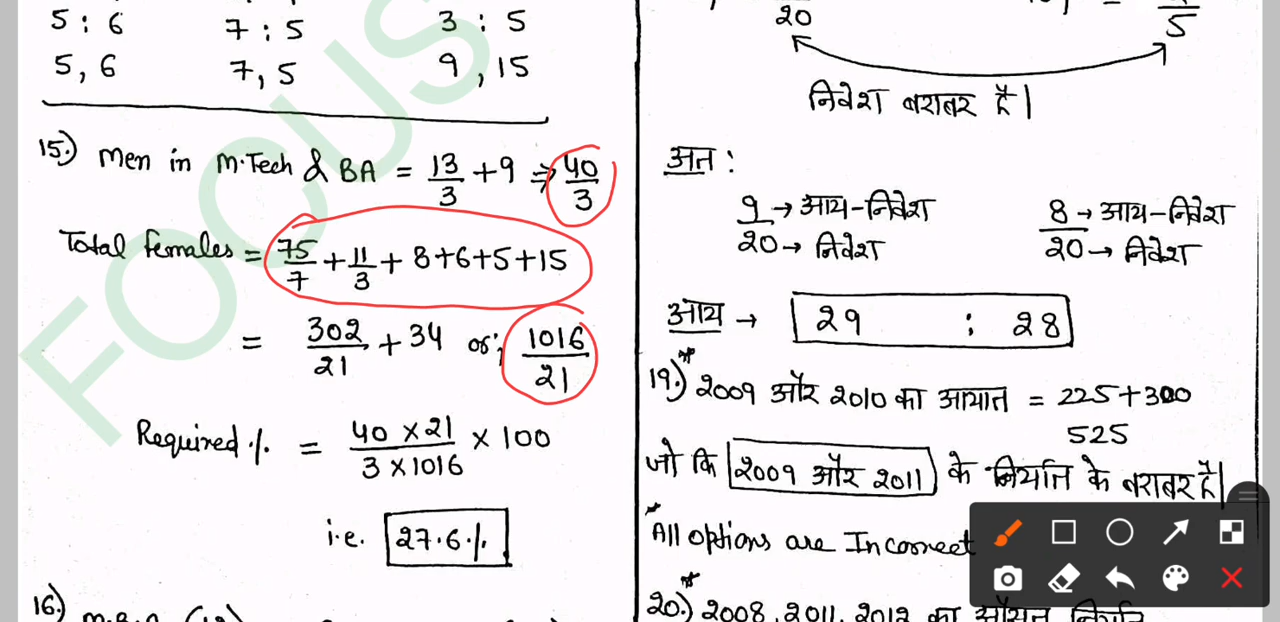 5 : 6 7 : 5 3 : 5
5, 6 7, 5 9, 15
15.) Men in M.Tech & BA = 13/3 + 9 ⇒ 40/3
Total females = 75/7 + 11/3 + 8+6+5+15
= 302/21 + 34 or; 1016/21
Required % = 40 × 21 / 3 × 1016 × 100
i.e. 27.6%
16.)
20
5
निवेश बराबर है।
अत :
9 → आय-निवेश 8 → आय-निवेश
20 → निवेश 20 → निवेश
आय → 29 : 28
19.)* 2009 और 2010 का आयात = 225+300
525
जो कि 2009 और 2011 के निर्यात के बराबर है।
*All options are Incorrect
20.)* 2008, 2011, 2012 का औसत निर्यात
FOCUS